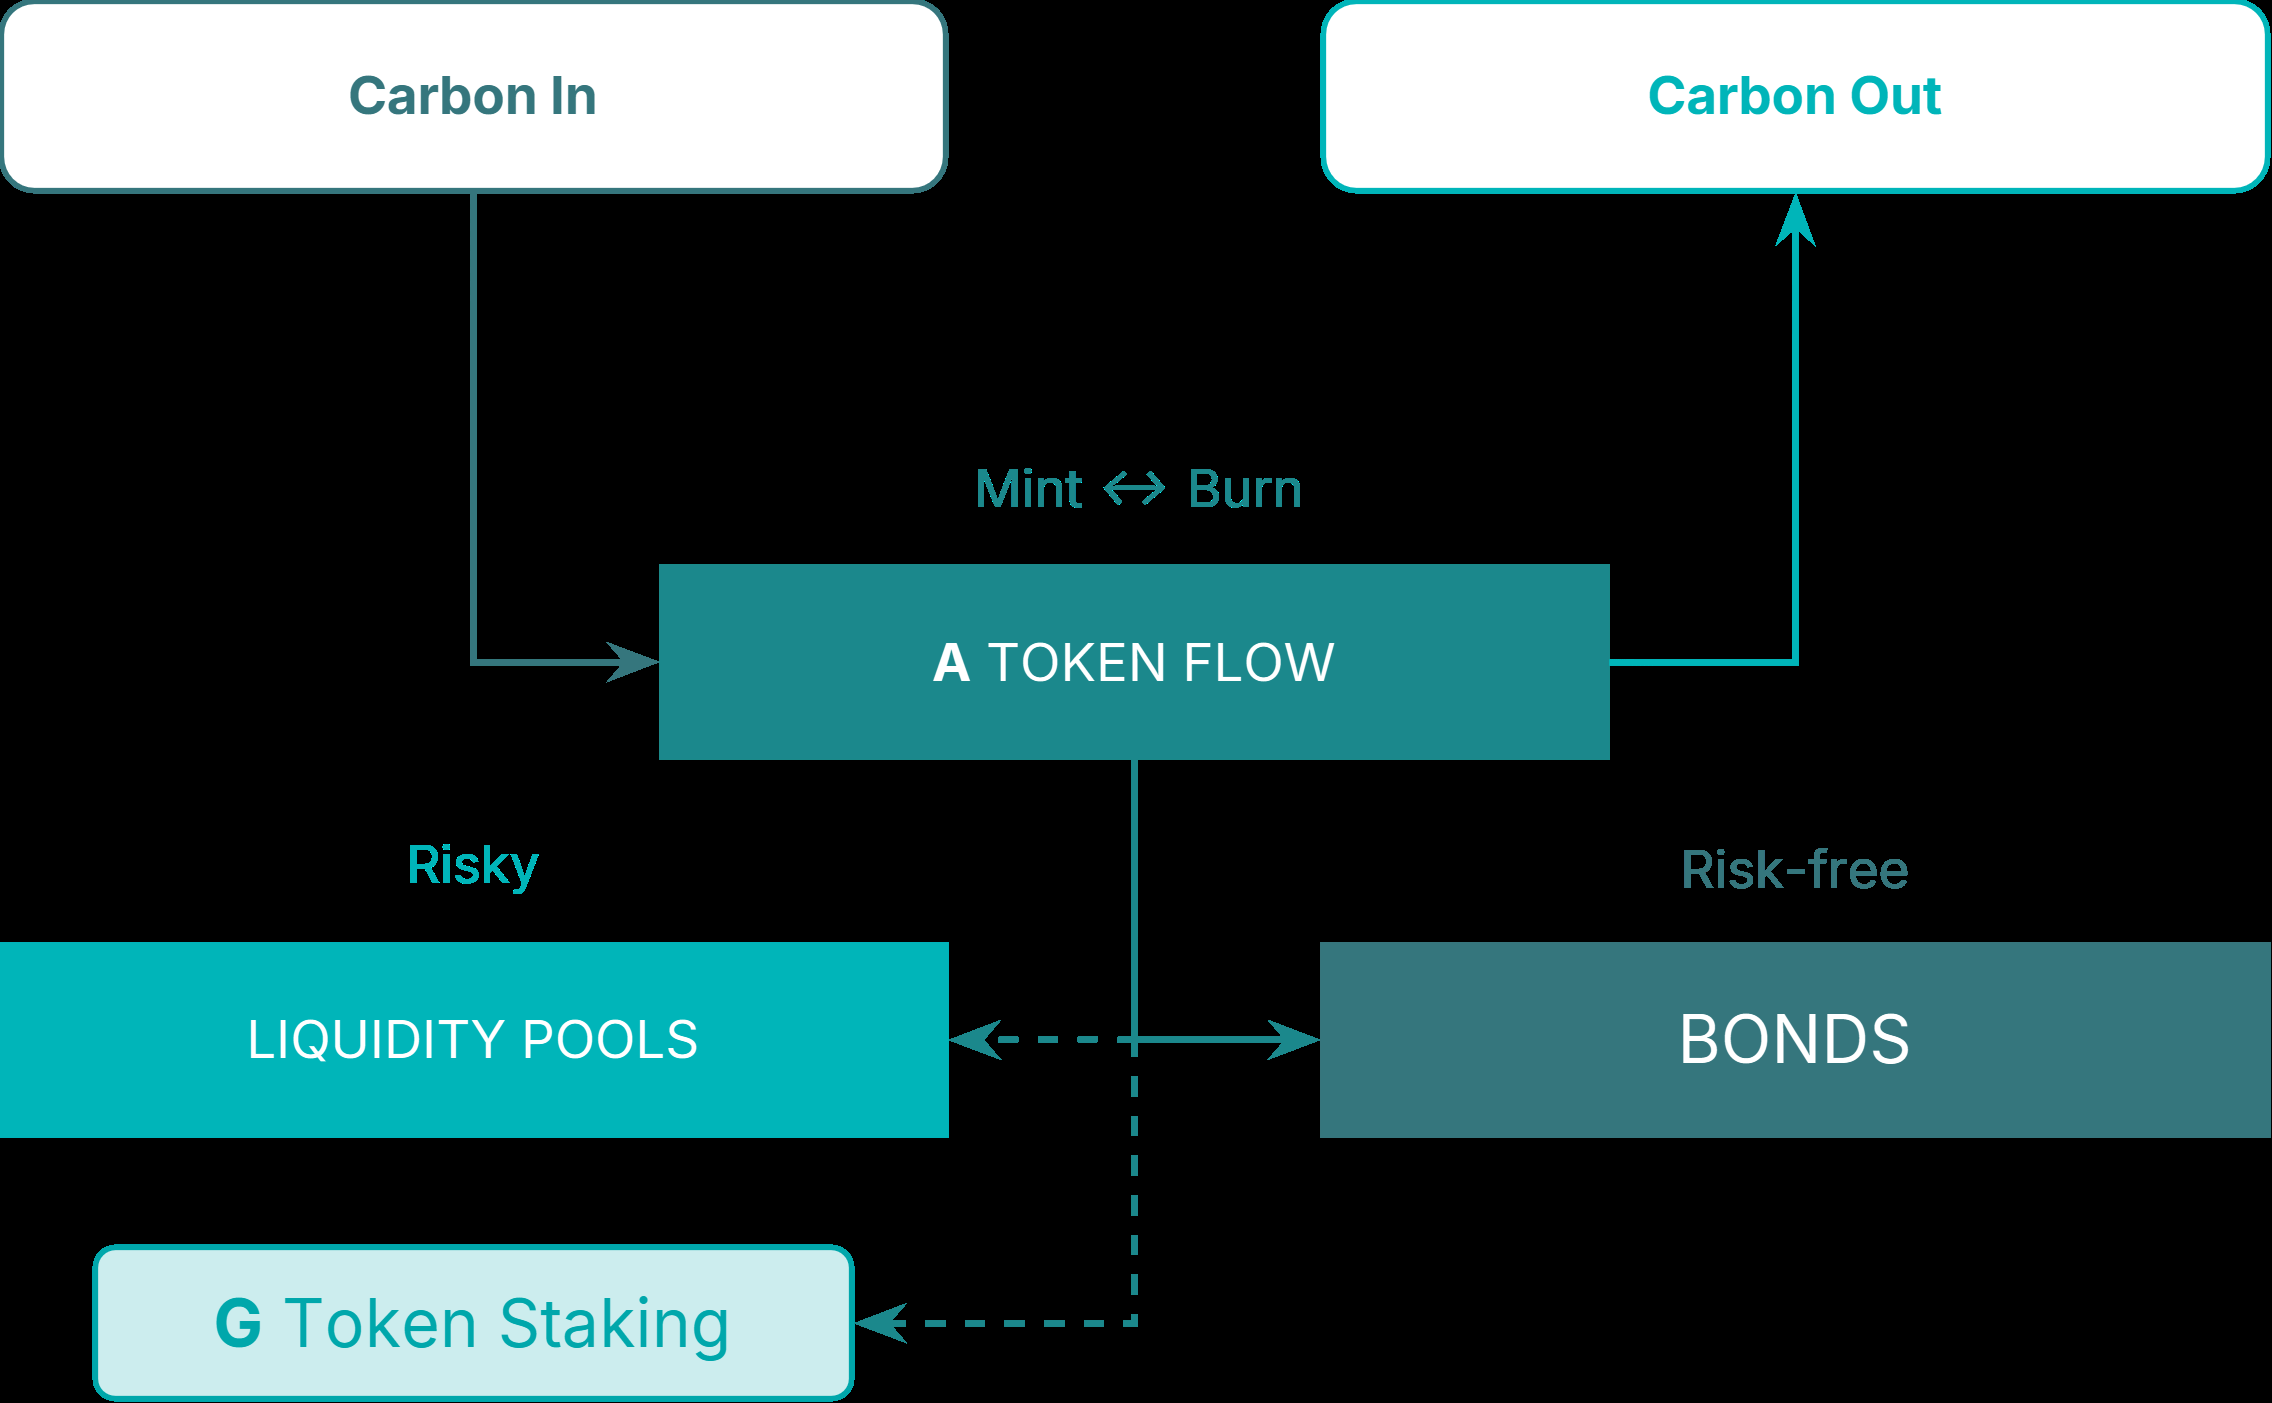 Carbon In
Carbon Out
Mint ↔ Burn
A TOKEN FLOW
Risky
Risk-free
LIQUIDITY POOLS
BONDS
G Token Staking